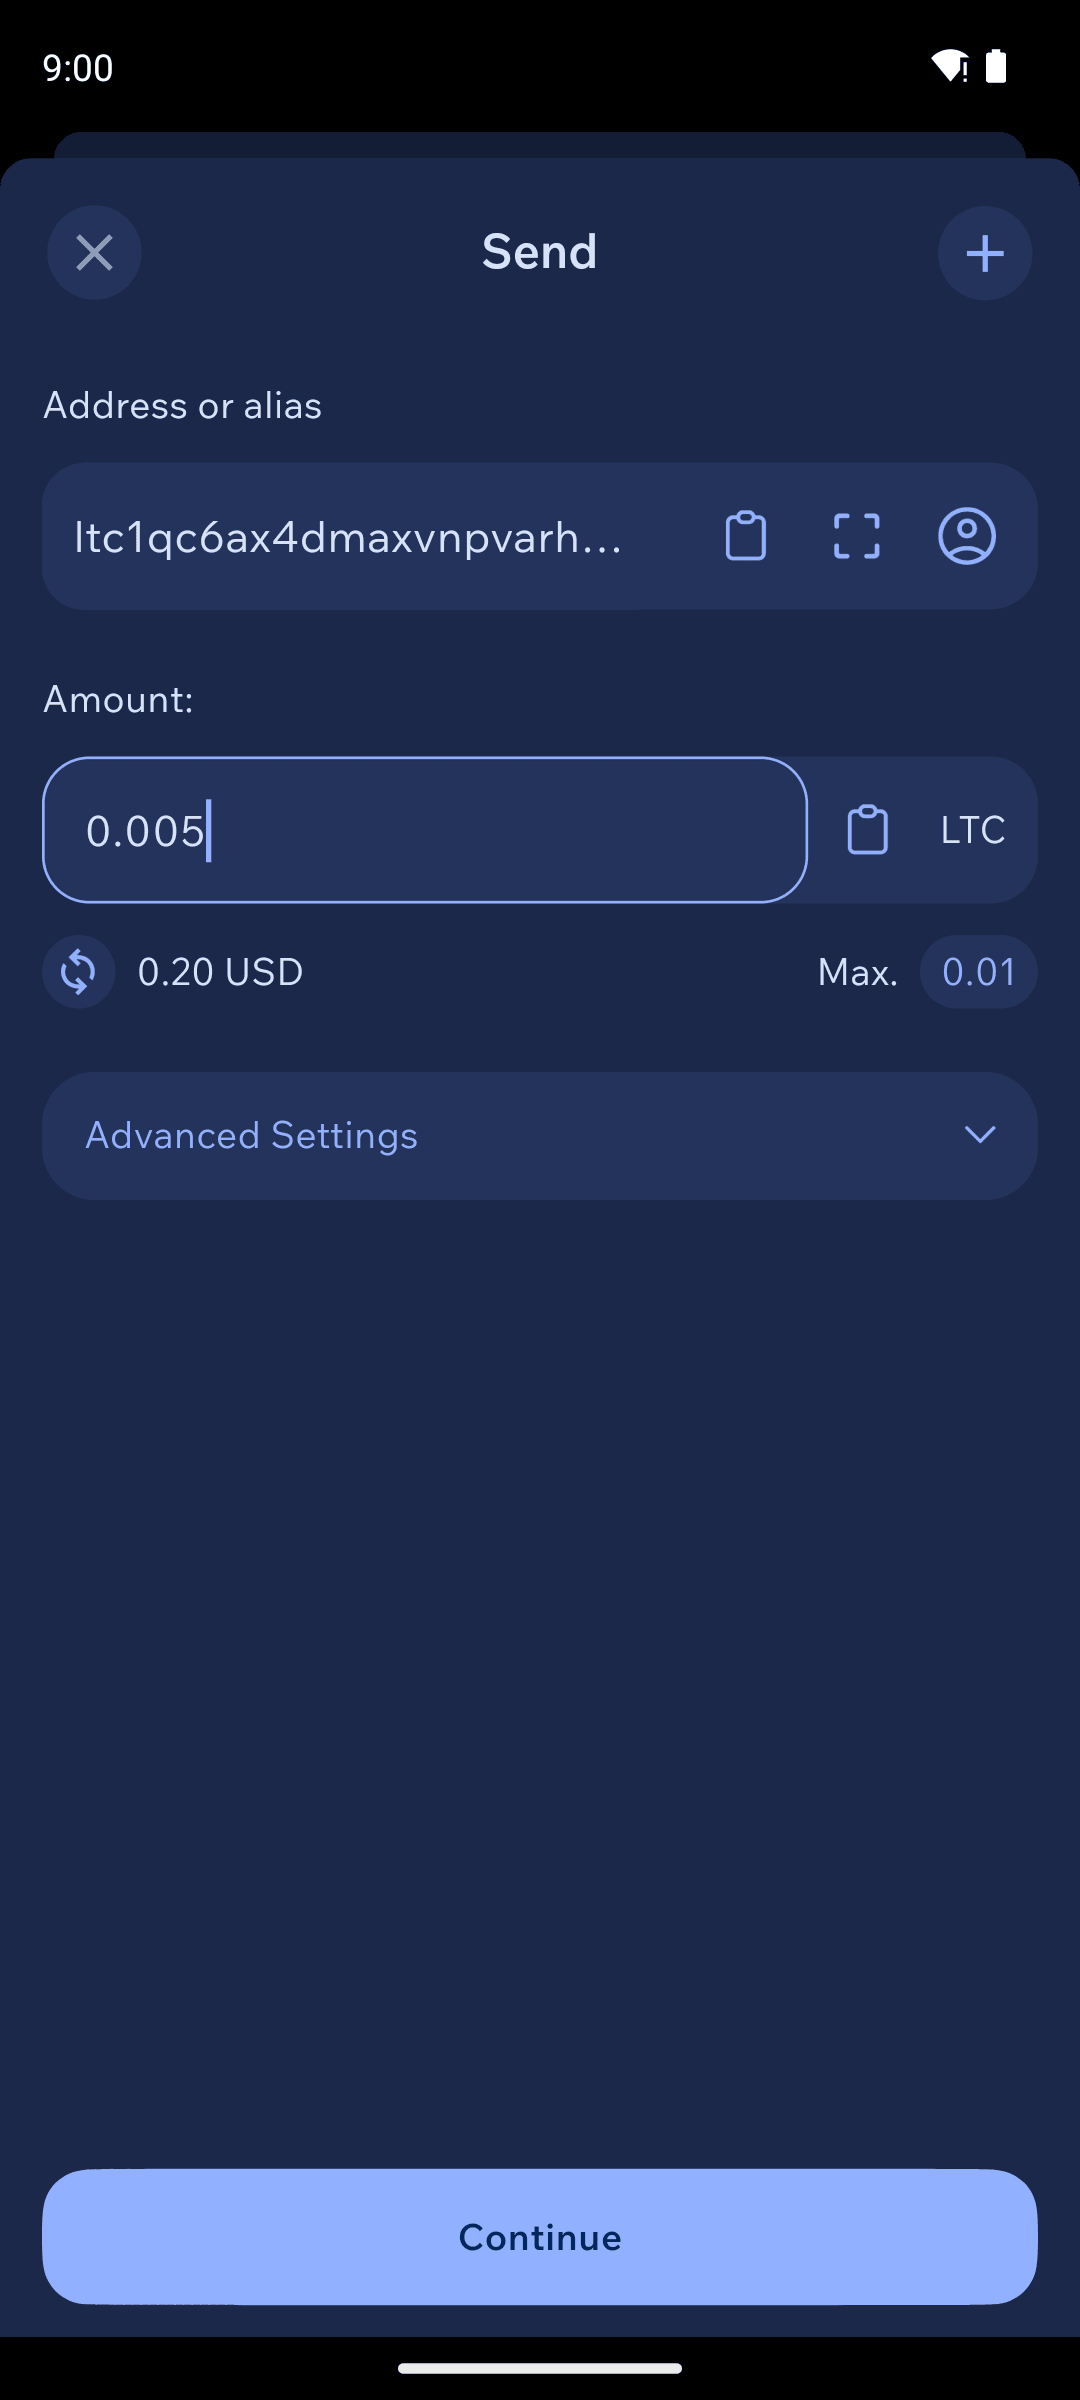 9:00
Send
Address or alias
ltc1qc6ax4dmaxvnpvarh...
Amount:
0.005
LTC
0.20 USD
Max. 0.01
Advanced Settings
Continue